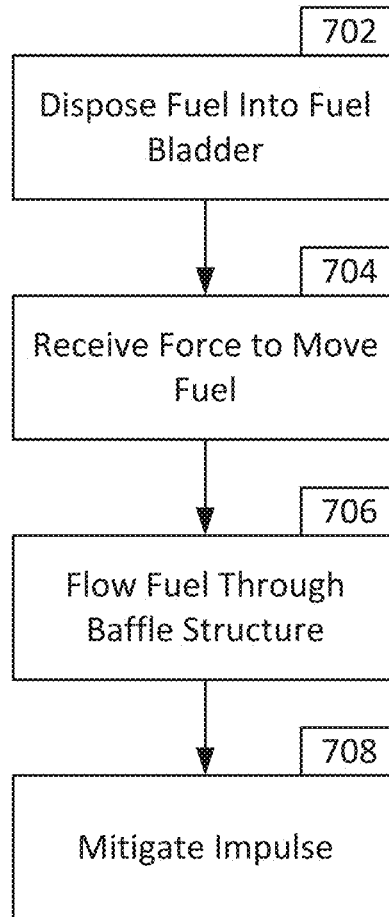 702
Dispose Fuel Into Fuel
Bladder
704
Receive Force to Move
Fuel
706
Flow Fuel Through
Baffle Structure
708
Mitigate Impulse